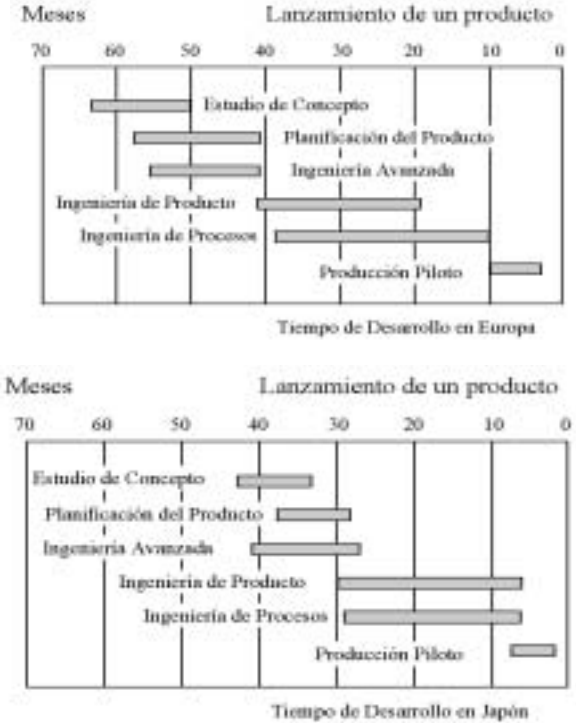 Meses Lanzamiento de un producto
70 60 50 40 30 20 10 0
Estudio de Concepto
Planificación del Producto
Ingeniería Avanzada
Ingeniería de Producto
Ingeniería de Procesos
Producción Piloto
Tiempo de Desarrollo en Europa
Meses Lanzamiento de un producto
70 60 50 40 30 20 10 0
Estudio de Concepto
Planificación del Producto
Ingeniería Avanzada
Ingeniería de Producto
Ingeniería de Procesos
Producción Piloto
Tiempo de Desarrollo en Japón